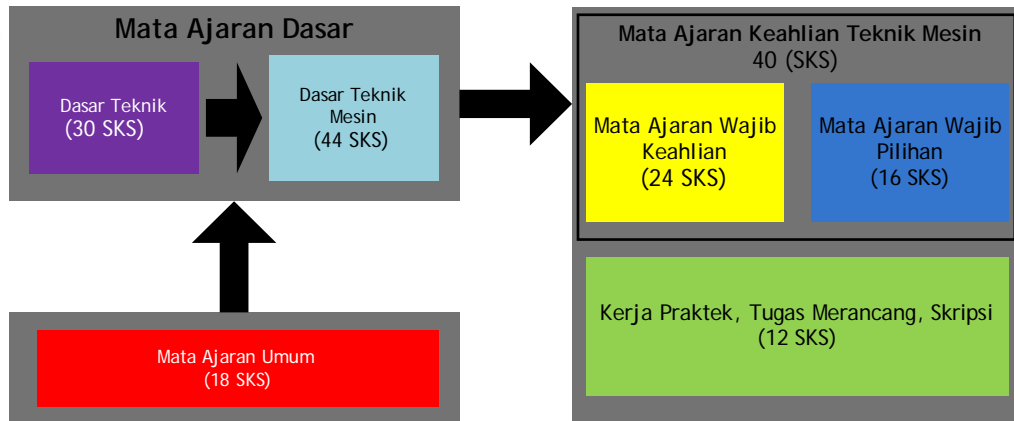 Mata Ajaran Dasar
Dasar Teknik
(30 SKS)
Dasar Teknik
Mesin
(44 SKS)
Mata Ajaran Umum
(18 SKS)
Mata Ajaran Keahlian Teknik Mesin
40 (SKS)
Mata Ajaran Wajib
Keahlian
(24 SKS)
Mata Ajaran Wajib
Pilihan
(16 SKS)
Kerja Praktek, Tugas Merancang, Skripsi
(12 SKS)